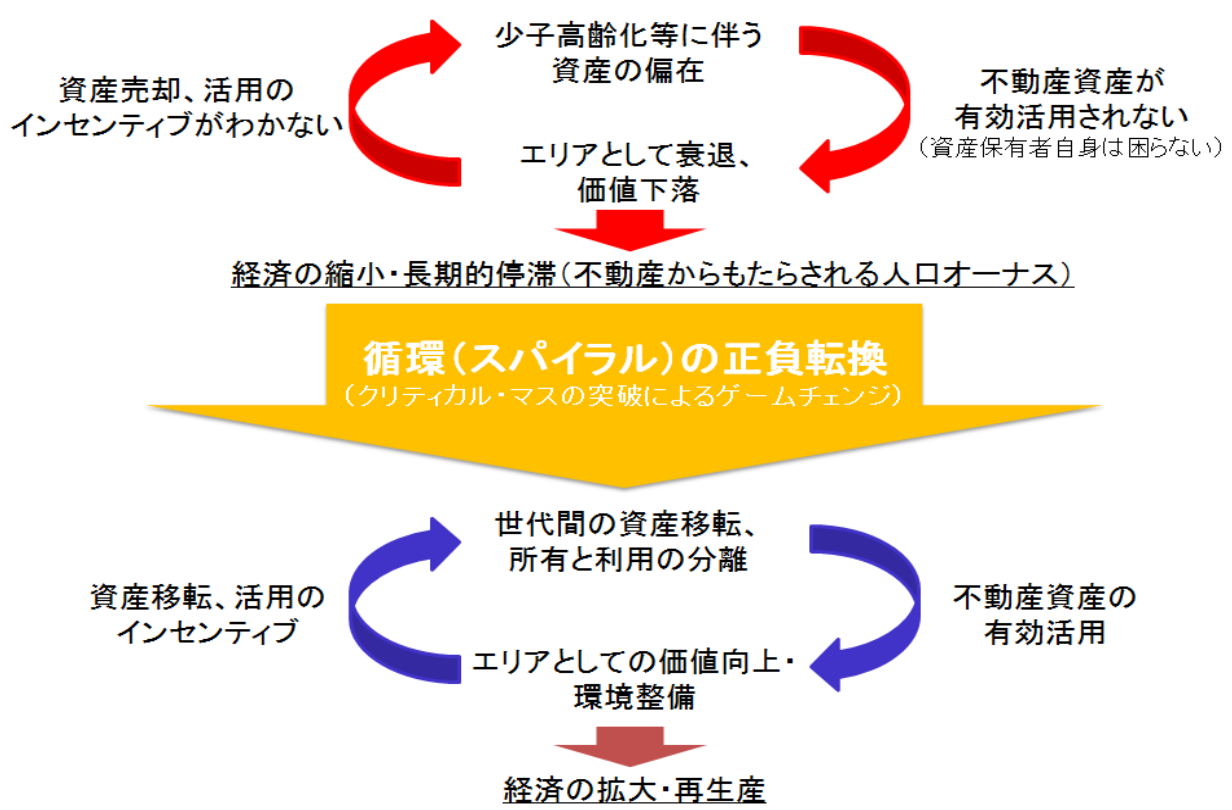 少子高齢化等に伴う
資産の偏在
資産売却、活用の
インセンティブがわかない
不動産資産が
有効活用されない
（資産保有者自身は困らない）
エリアとして衰退、
価値下落
経済の縮小・長期的停滞（不動産からもたらされる人口オーナス）
循環（スパイラル）の正負転換
（クリティカル・マスの突破によるゲームチェンジ）
世代間の資産移転、
所有と利用の分離
資産移転、活用の
インセンティブ
不動産資産の
有効活用
エリアとしての価値向上・
環境整備
経済の拡大・再生産